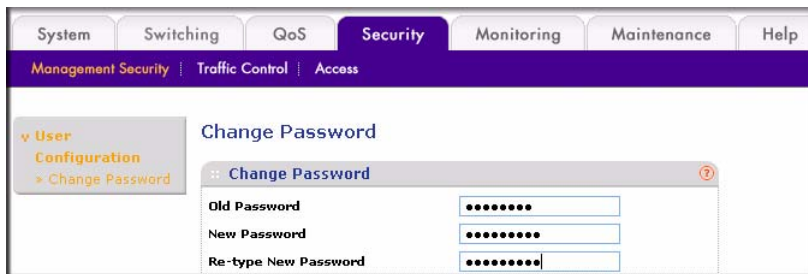 System Switching QoS Security Monitoring Maintenance Help
Management Security | Traffic Control | Access
User
Configuration
» Change Password
Change Password
Change Password ?
Old Password ••••••••
New Password •••••••••
Re-type New Password •••••••••